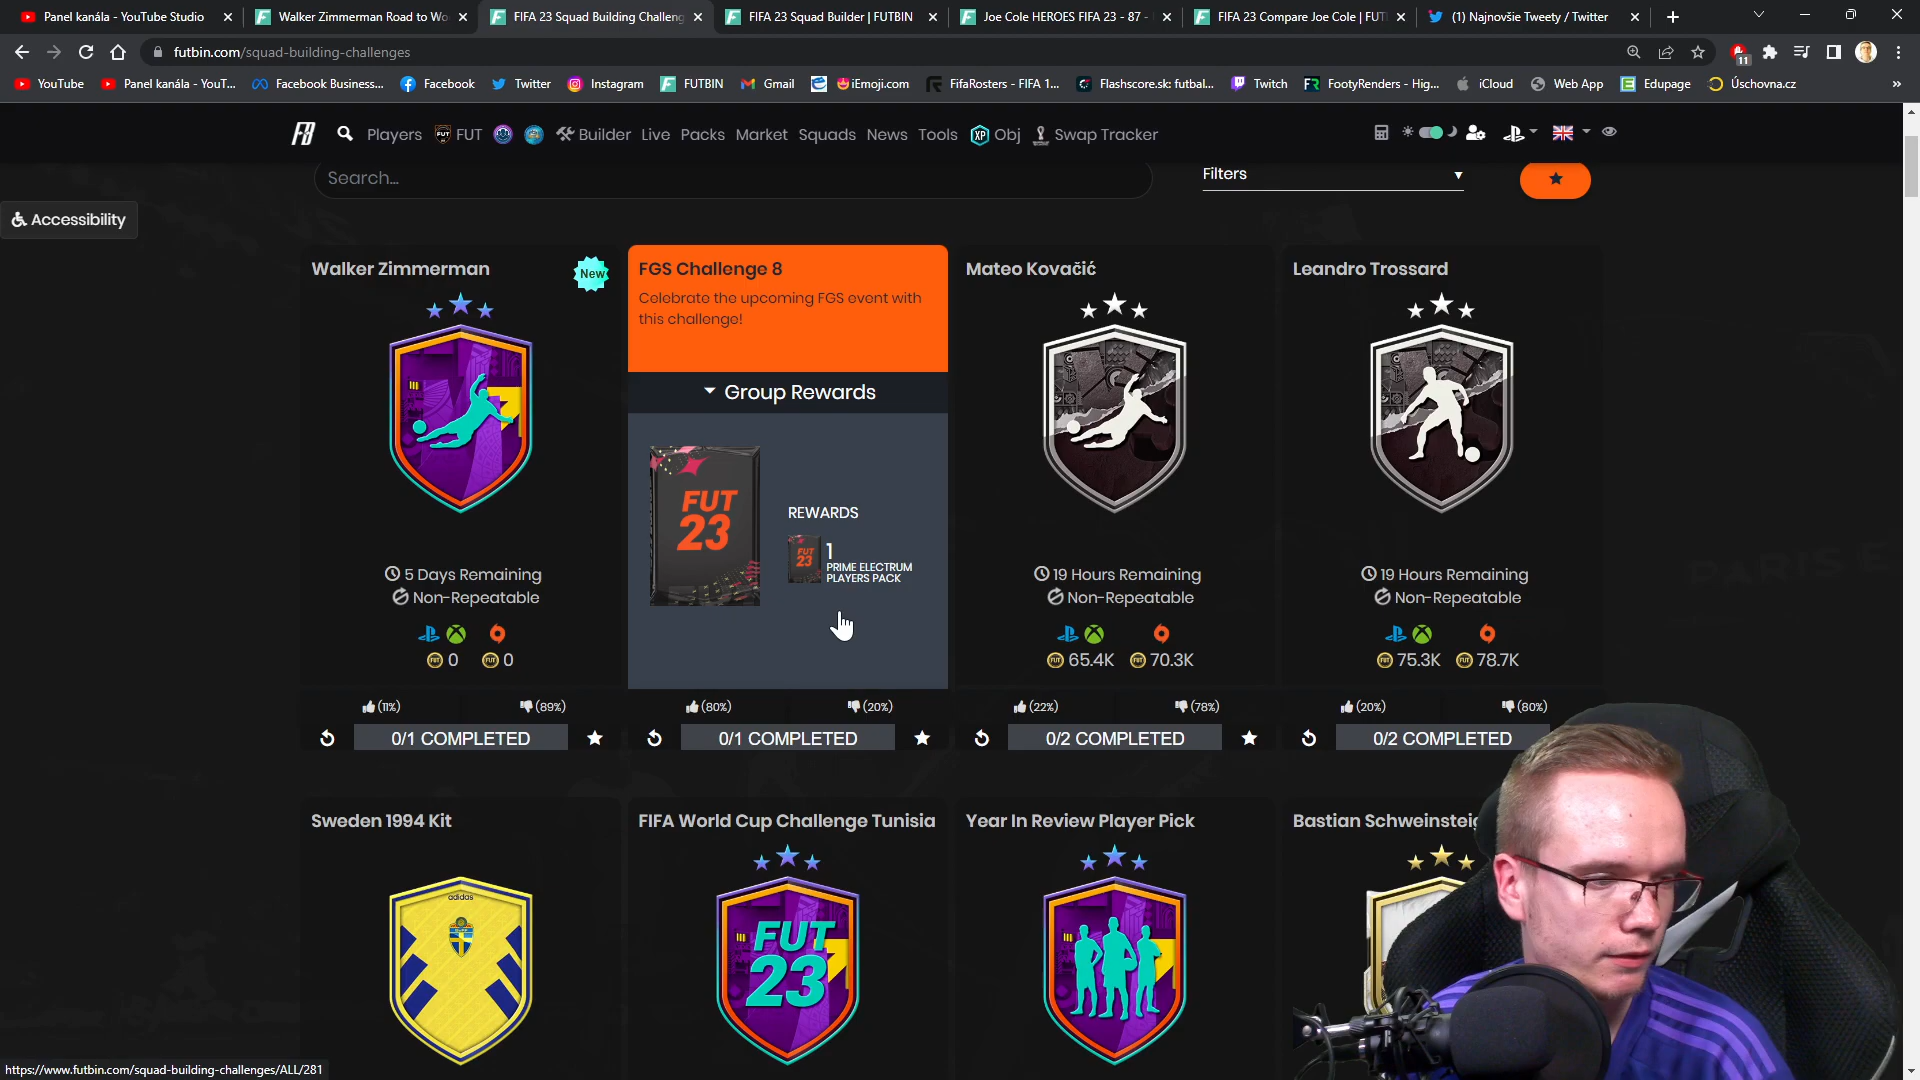 Panel kanála - YouTube Studio
Walker Zimmerman Road to Wo
FIFA 23 Squad Building Challeng
FIFA 23 Squad Builder | FUTBIN
Joe Cole HEROES FIFA 23 - 87 -
FIFA 23 Compare Joe Cole | FUT
(1) Najnovšie Tweety / Twitter
futbin.com/squad-building-challenges
11
YouTube
Panel kanála - YouT...
Facebook Business...
Facebook
Twitter
Instagram
FUTBIN
Gmail
iEmoji.com
FifaRosters - FIFA 1...
Flashscore.sk: futbal...
Twitch
FootyRenders - Hig...
iCloud
Web App
Edupage
Úschovna.cz
Players
FUT
Builder
Live
Packs
Market
Squads
News
Tools
XP Obj
Swap Tracker
Search...
Filters
Accessibility
Walker Zimmerman
New
5 Days Remaining
Non-Repeatable
0 0
(11%) (89%)
0/1 COMPLETED
FGS Challenge 8
Celebrate the upcoming FGS event with
this challenge!
Group Rewards
FUT
23
REWARDS
FUT
23
1
PRIME ELECTRUM
PLAYERS PACK
(80%) (20%)
0/1 COMPLETED
Mateo Kovačić
19 Hours Remaining
Non-Repeatable
65.4K 70.3K
(22%) (78%)
0/2 COMPLETED
Leandro Trossard
19 Hours Remaining
Non-Repeatable
75.3K 78.7K
(20%) (80%)
0/2 COMPLETED
Sweden 1994 Kit
adidas
FIFA World Cup Challenge Tunisia
FUT
23
Year In Review Player Pick
Bastian Schweinsteig
https://www.futbin.com/squad-building-challenges/ALL/281